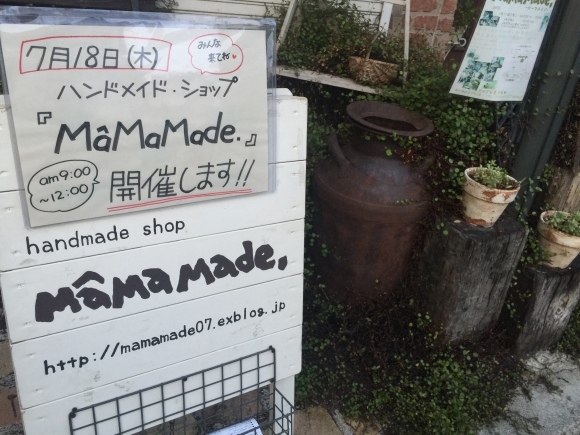 7月18日(木)
みんな
来てね♡
ハンドメイド・ショップ
『MâMaMade.』
am9:00
~12:00
開催します!!
handmade shop
mâmamade.
http://mamamade07.exblog.jp